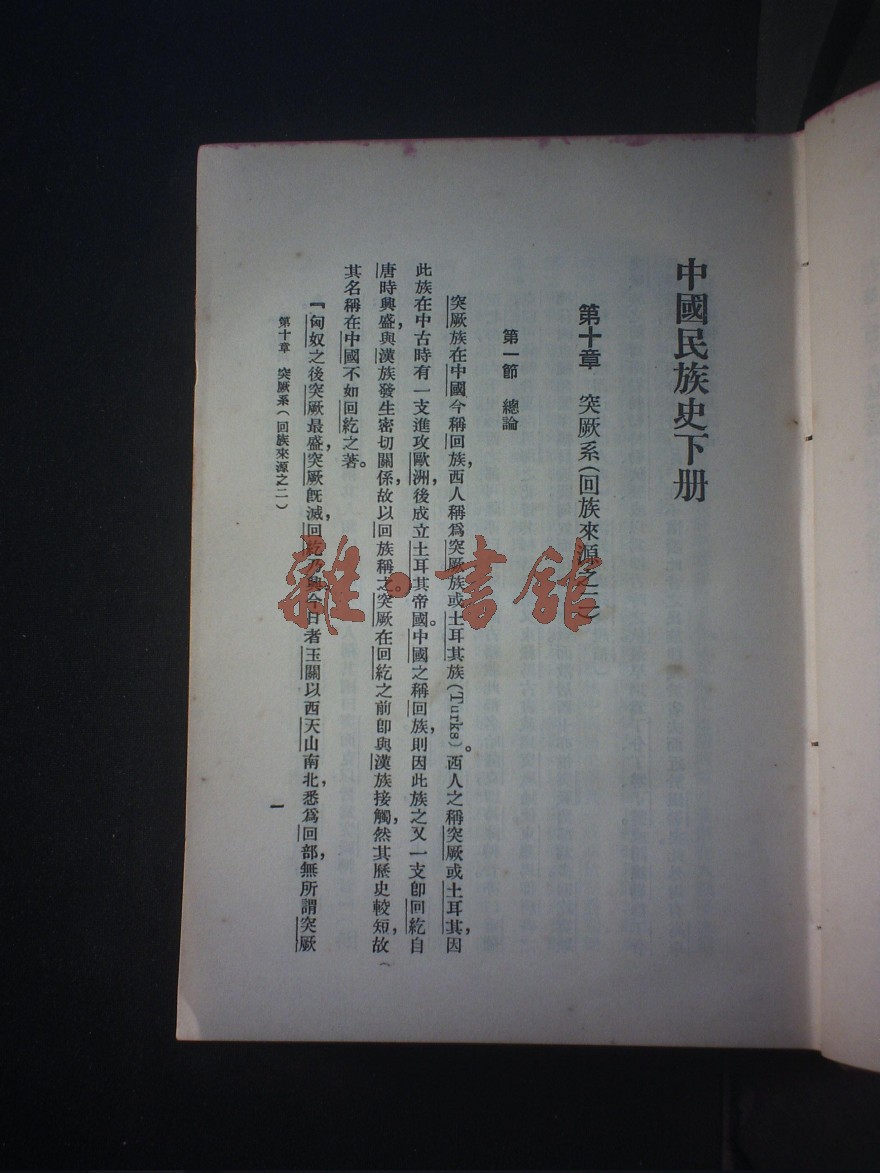 中國民族史下册
第十章　突厥系（回族來源之二）
第一節　總論
突厥族在中國今稱回族，西人稱爲突厥族或土耳其族(Turks)。西人之稱突厥或土耳其，因
此族在中古時有一支進攻歐洲，後成立土耳其帝國。中國之稱回族，則因此族之又一支卽回紇自
唐時興盛，與漢族發生密切關係，故以回族稱之。突厥在回紇之前卽與漢族接觸，然其歷史較短，故
其名稱在中國不如回紇之著。
『匈奴之後突厥最盛，突厥旣滅，回紇乃興，今日者玉關以西天山南北，悉爲回部，無所謂突厥
第十章　突厥系（回族來源之二）
一
雜·書館